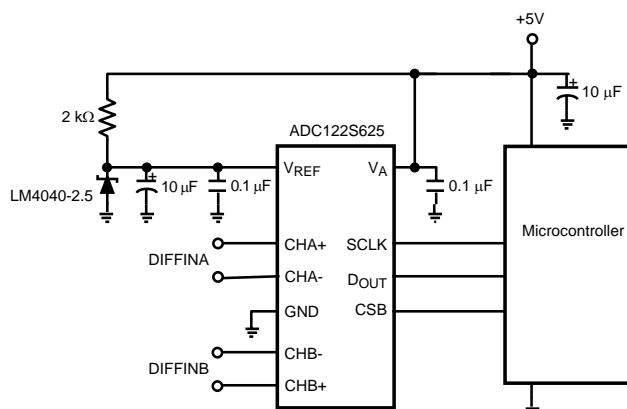 +5V
10 μF
2 kΩ
ADC122S625
VREF
VA
LM4040-2.5
10 μF
0.1 μF
0.1 μF
Microcontroller
CHA+
SCLK
DIFFINA
CHA-
DOUT
GND
CSB
CHB-
DIFFINB
CHB+